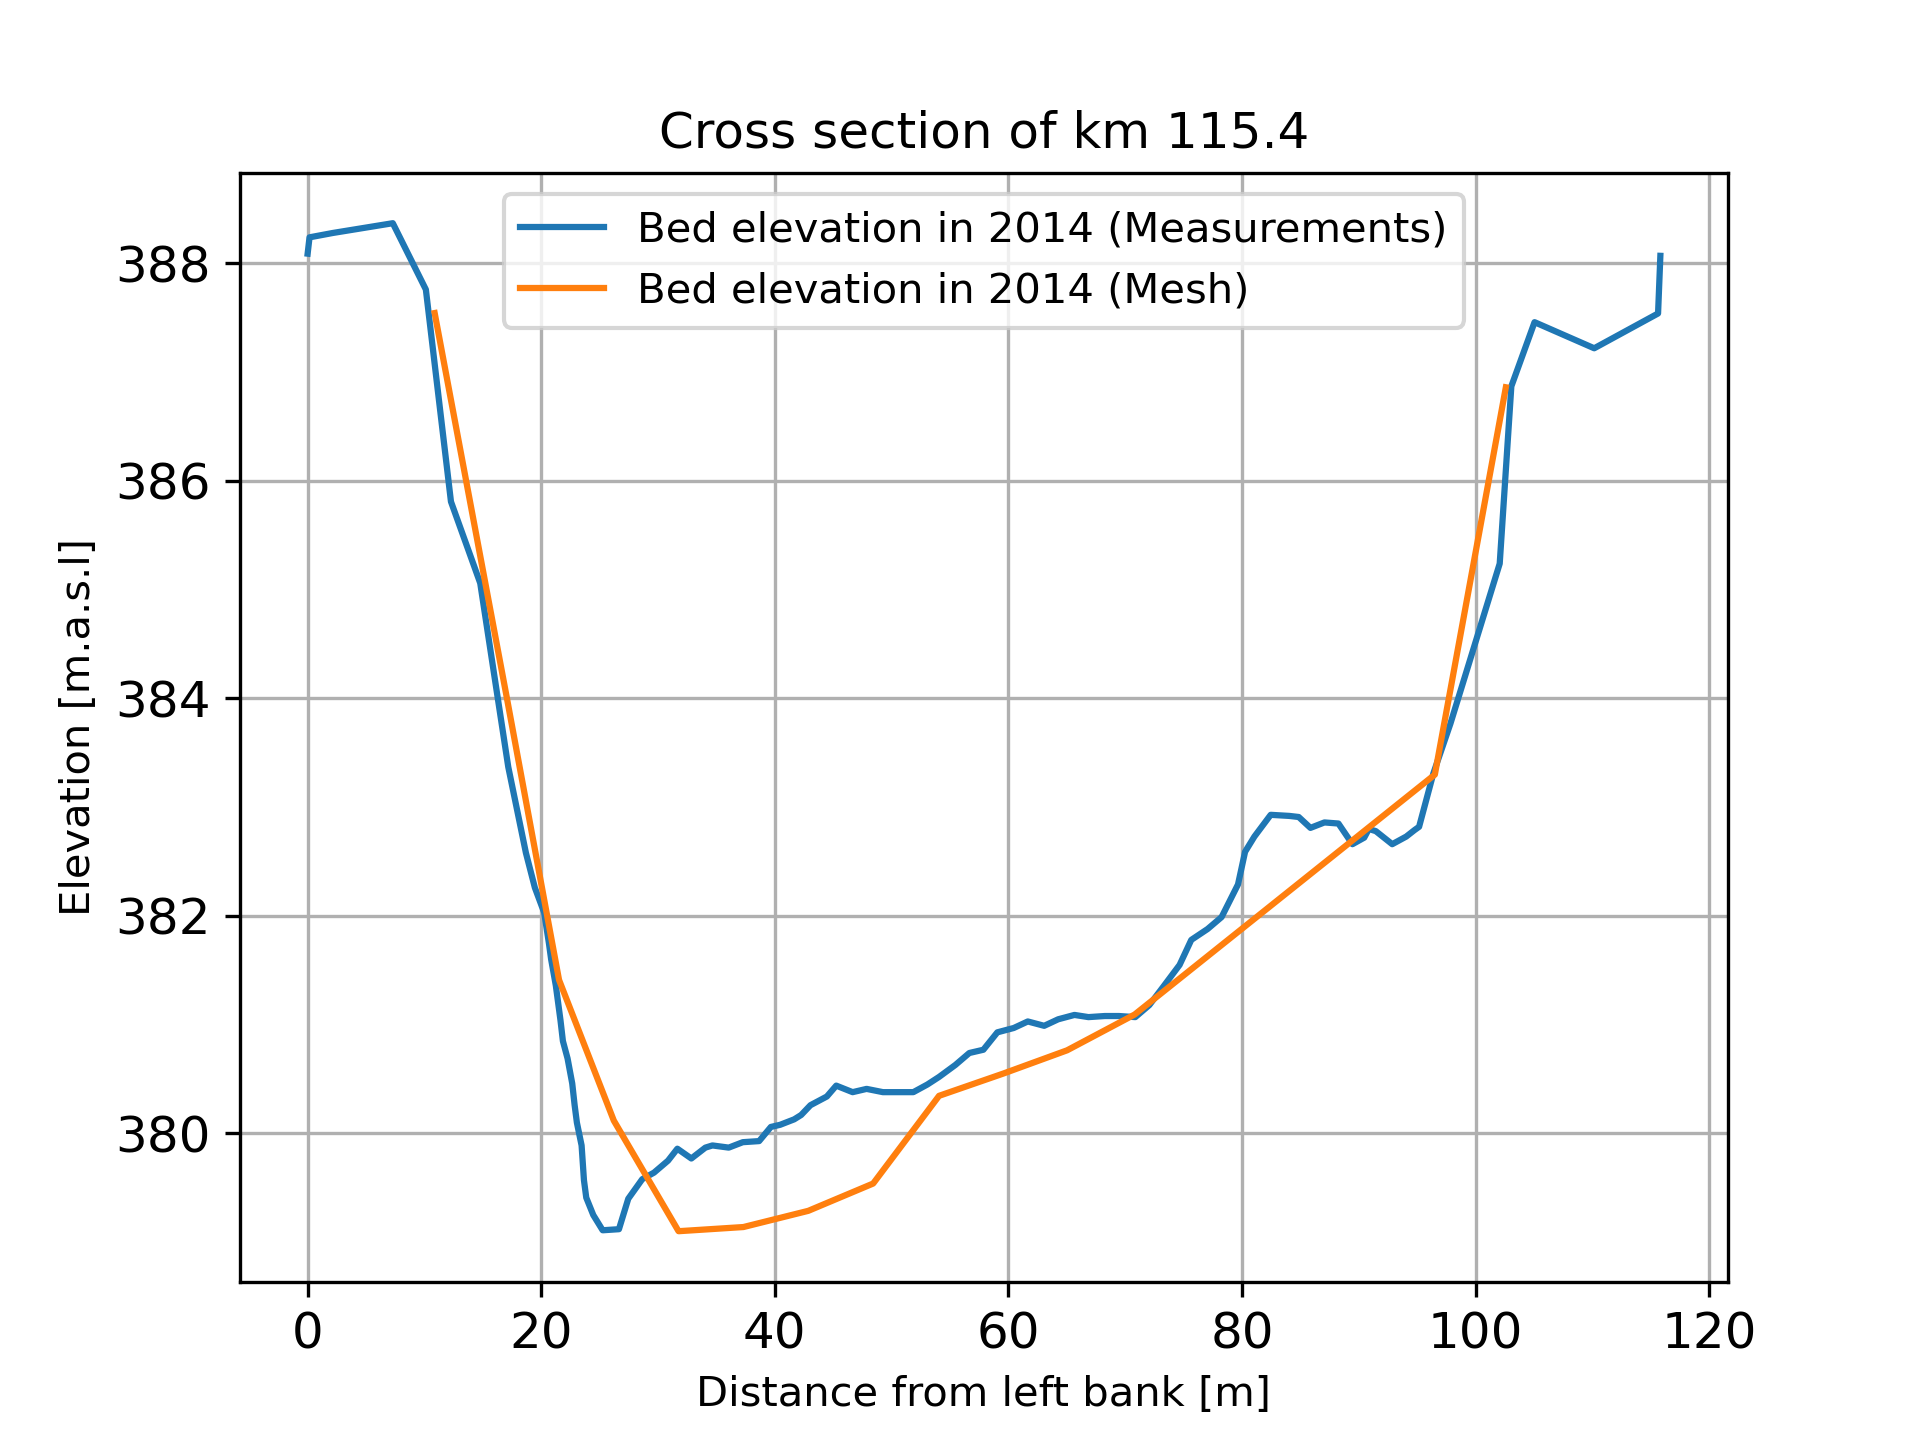 Cross section of km 115.4
Bed elevation in 2014 (Measurements)
Bed elevation in 2014 (Mesh)
Elevation [m.a.s.l]
388
386
384
382
380
0 20 40 60 80 100 120
Distance from left bank [m]